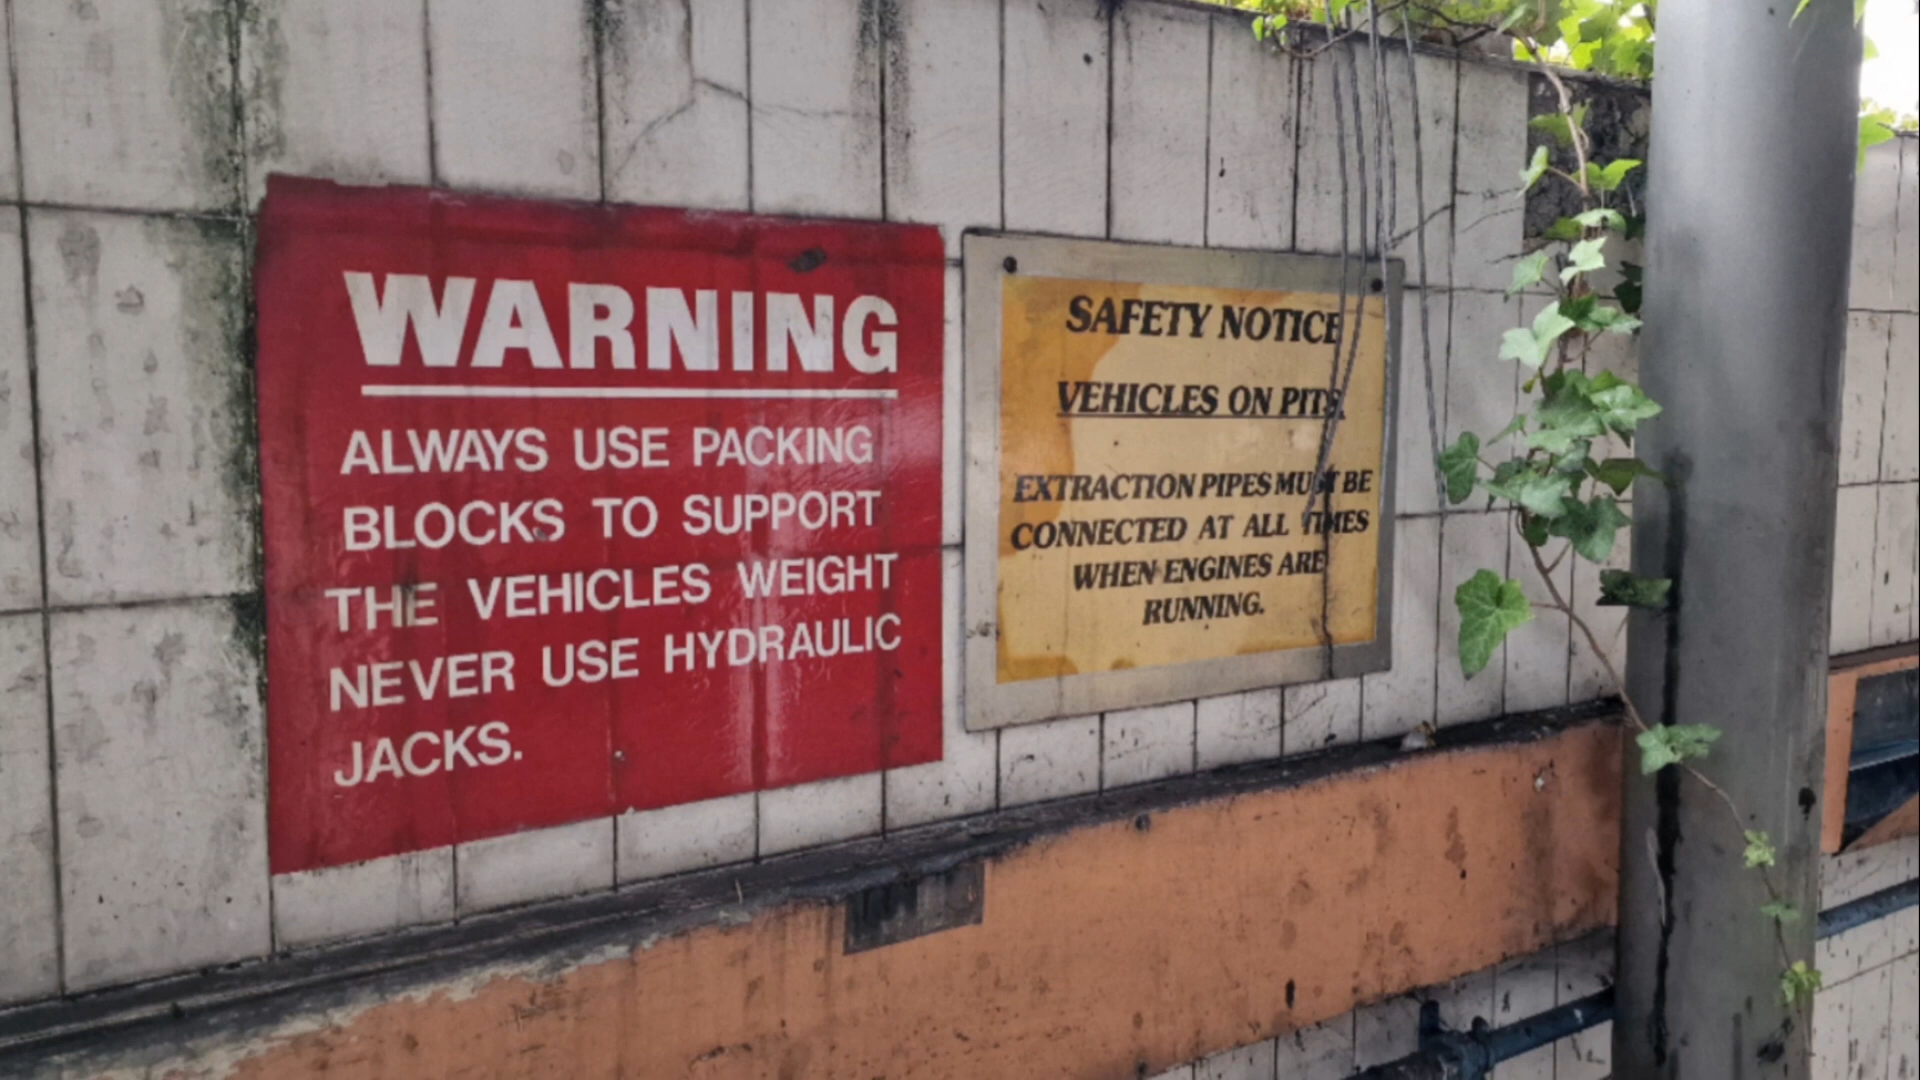 WARNING
ALWAYS USE PACKING
BLOCKS TO SUPPORT
THE VEHICLES WEIGHT
NEVER USE HYDRAULIC
JACKS.
SAFETY NOTICE
VEHICLES ON PITS
EXTRACTION PIPES MUST BE
CONNECTED AT ALL TIMES
WHEN ENGINES ARE
RUNNING.